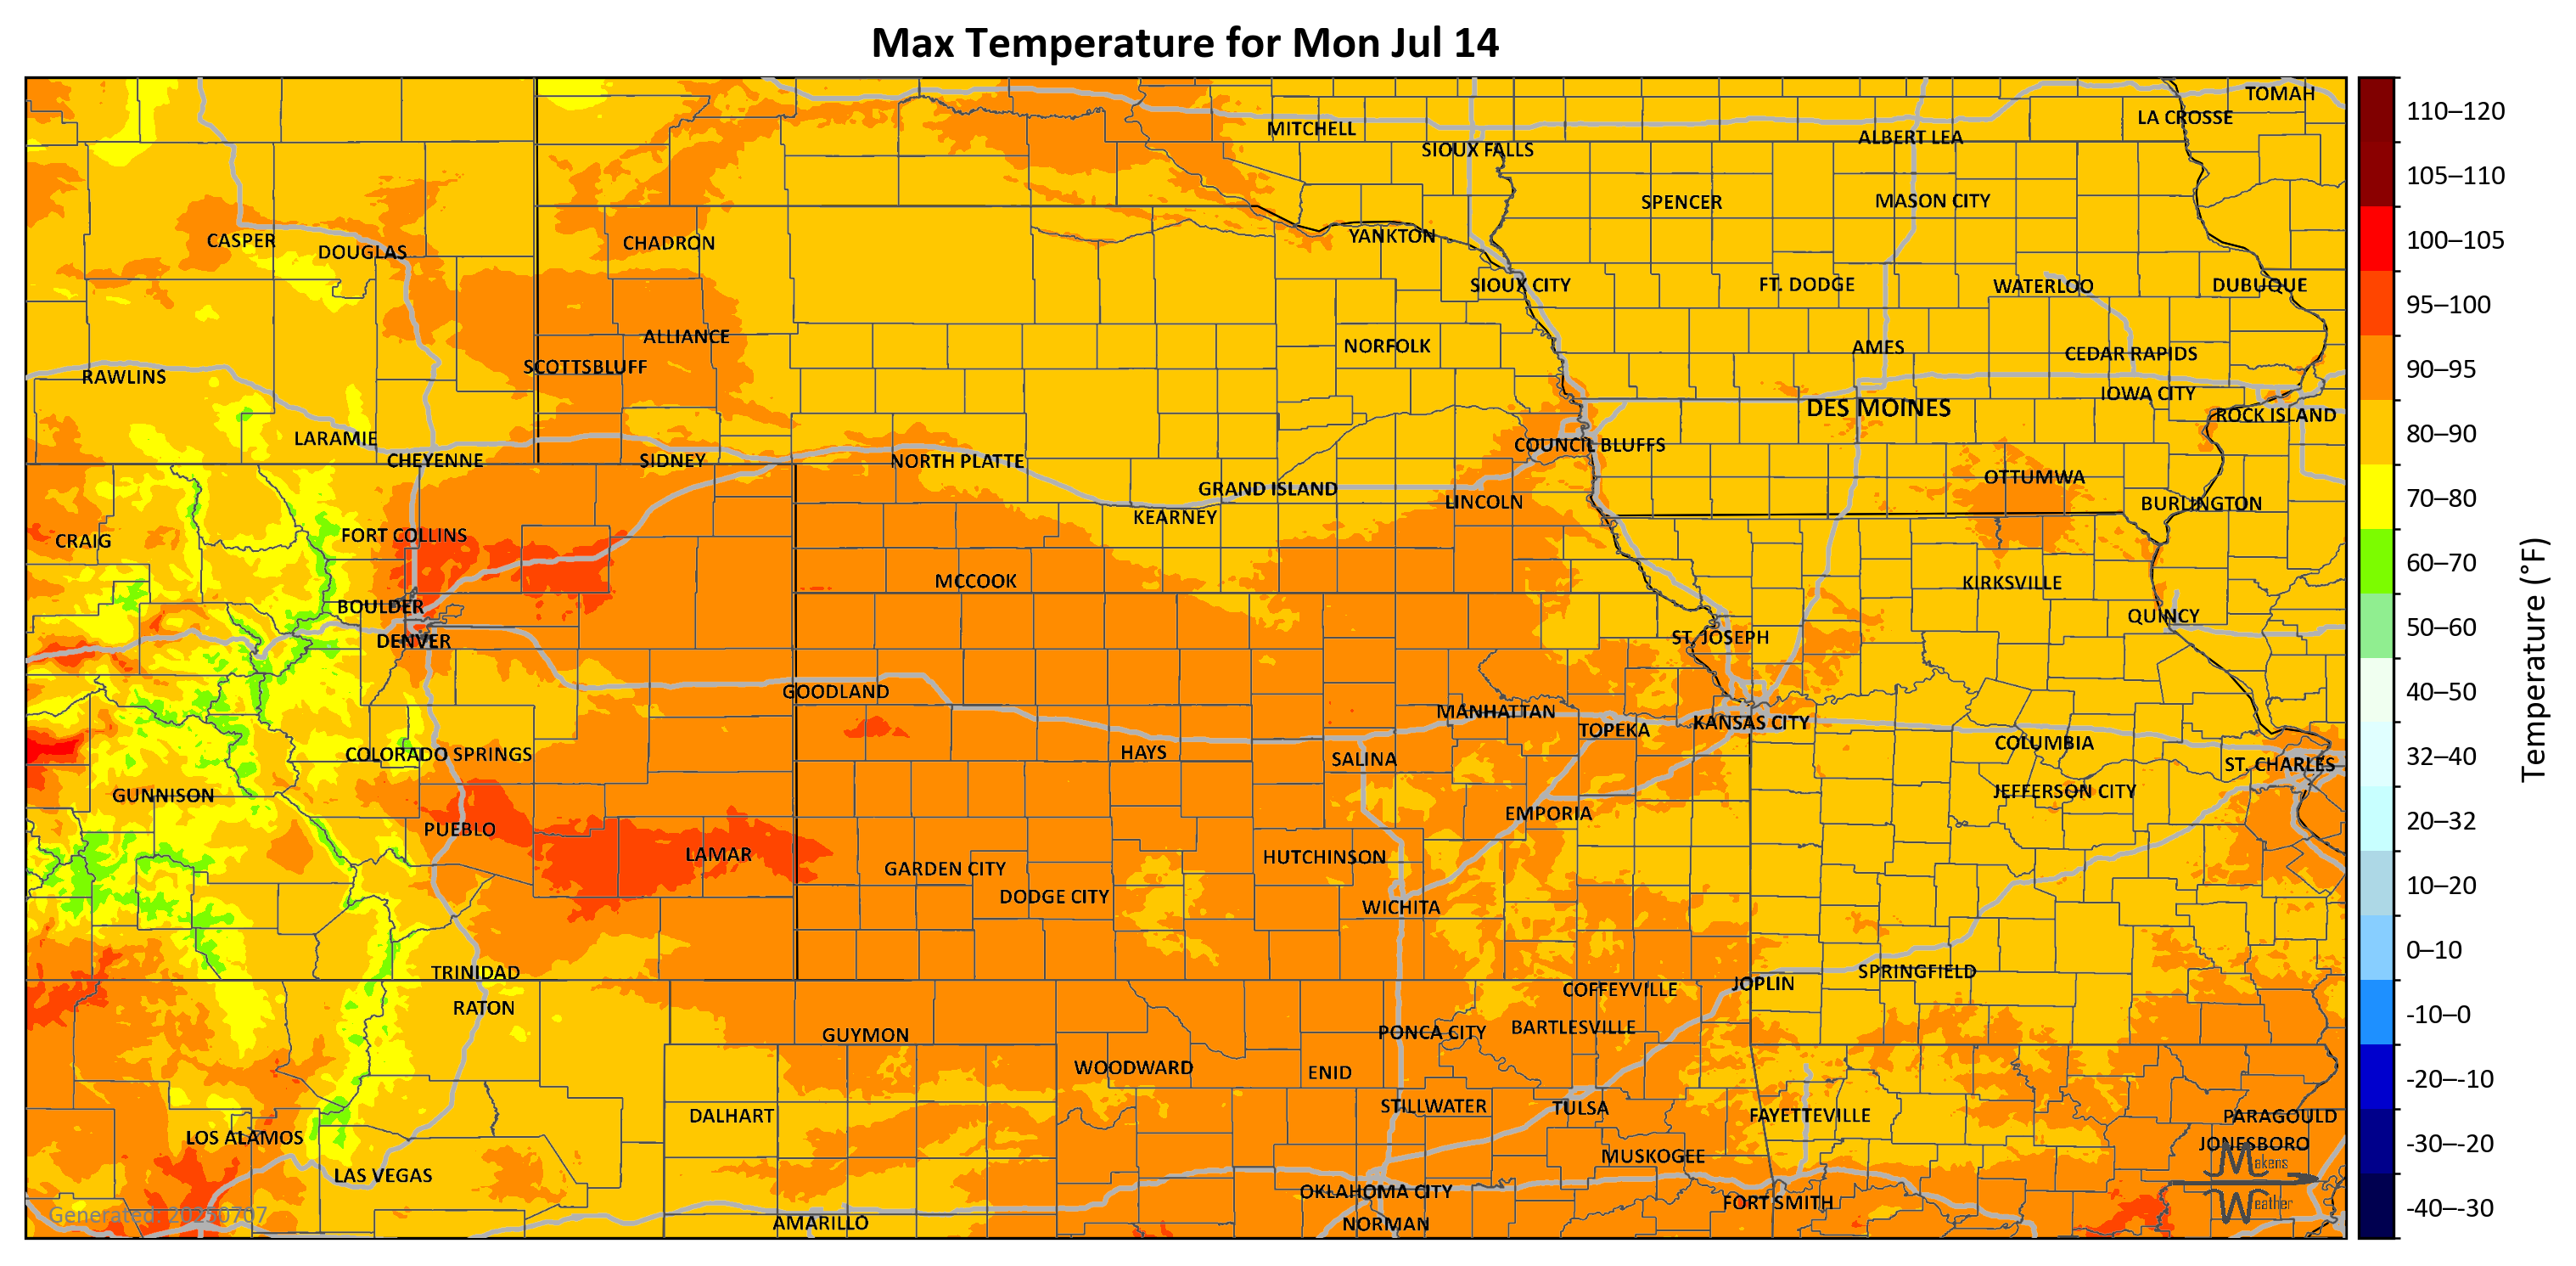 Max Temperature for Mon Jul 14
TOMAH
LA CROSSE
MITCHELL
ALBERT LEA
SIOUX FALLS
MASON CITY
SPENCER
YANKTON
CASPER
CHADRON
DOUGLAS
SIOUX CITY
FT. DODGE
WATERLOO
DUBUQUE
ALLIANCE
NORFOLK
AMES
CEDAR RAPIDS
SCOTTSBLUFF
RAWLINS
IOWA CITY
DES MOINES
ROCK ISLAND
LARAMIE
COUNCIL BLUFFS
CHEYENNE
SIDNEY
NORTH PLATTE
OTTUMWA
GRAND ISLAND
LINCOLN
BURLINGTON
KEARNEY
FORT COLLINS
CRAIG
MCCOOK
KIRKSVILLE
BOULDER
QUINCY
DENVER
ST. JOSEPH
GOODLAND
MANHATTAN
KANSAS CITY
TOPEKA
COLUMBIA
HAYS
COLORADO SPRINGS
SALINA
ST. CHARLES
JEFFERSON CITY
GUNNISON
EMPORIA
PUEBLO
LAMAR
HUTCHINSON
GARDEN CITY
DODGE CITY
WICHITA
TRINIDAD
SPRINGFIELD
JOPLIN
COFFEYVILLE
RATON
BARTLESVILLE
PONCA CITY
GUYMON
WOODWARD
ENID
STILLWATER
TULSA
DALHART
FAYETTEVILLE
PARAGOULD
LOS ALAMOS
JONESBORO
MUSKOGEE
LAS VEGAS
OKLAHOMA CITY
FORT SMITH
AMARILLO
NORMAN
Generated: 20250707
Makens
Weather
110–120
105–110
100–105
95–100
90–95
80–90
70–80
60–70
50–60
40–50
32–40
20–32
10–20
0–10
-10–0
-20–-10
-30–-20
-40–-30
Temperature (°F)